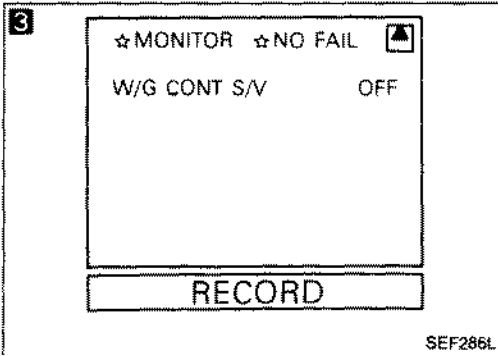 3
☆MONITOR ☆NO FAIL
W/G CONT S/V OFF
RECORD
SEF286L